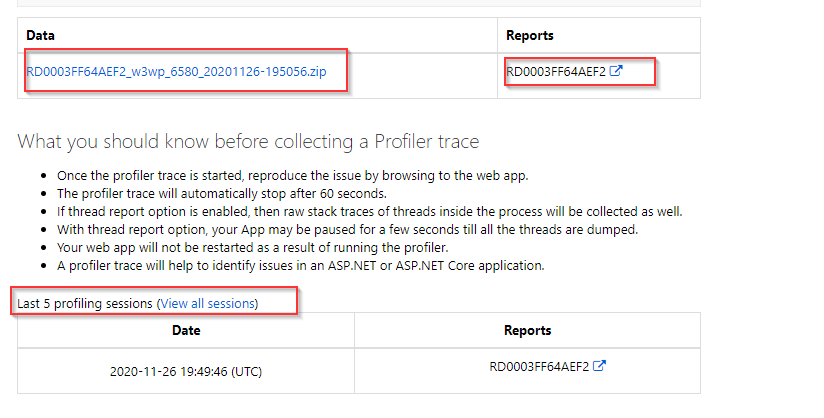 Data Reports
RD0003FF64AEF2_w3wp_6580_20201126-195056.zip RD0003FF64AEF2
What you should know before collecting a Profiler trace
Once the profiler trace is started, reproduce the issue by browsing to the web app.
The profiler trace will automatically stop after 60 seconds.
If thread report option is enabled, then raw stack traces of threads inside the process will be collected as well.
With thread report option, your App may be paused for a few seconds till all the threads are dumped.
Your web app will not be restarted as a result of running the profiler.
A profiler trace will help to identify issues in an ASP.NET or ASP.NET Core application.
Last 5 profiling sessions (View all sessions)
Date Reports
2020-11-26 19:49:46 (UTC) RD0003FF64AEF2